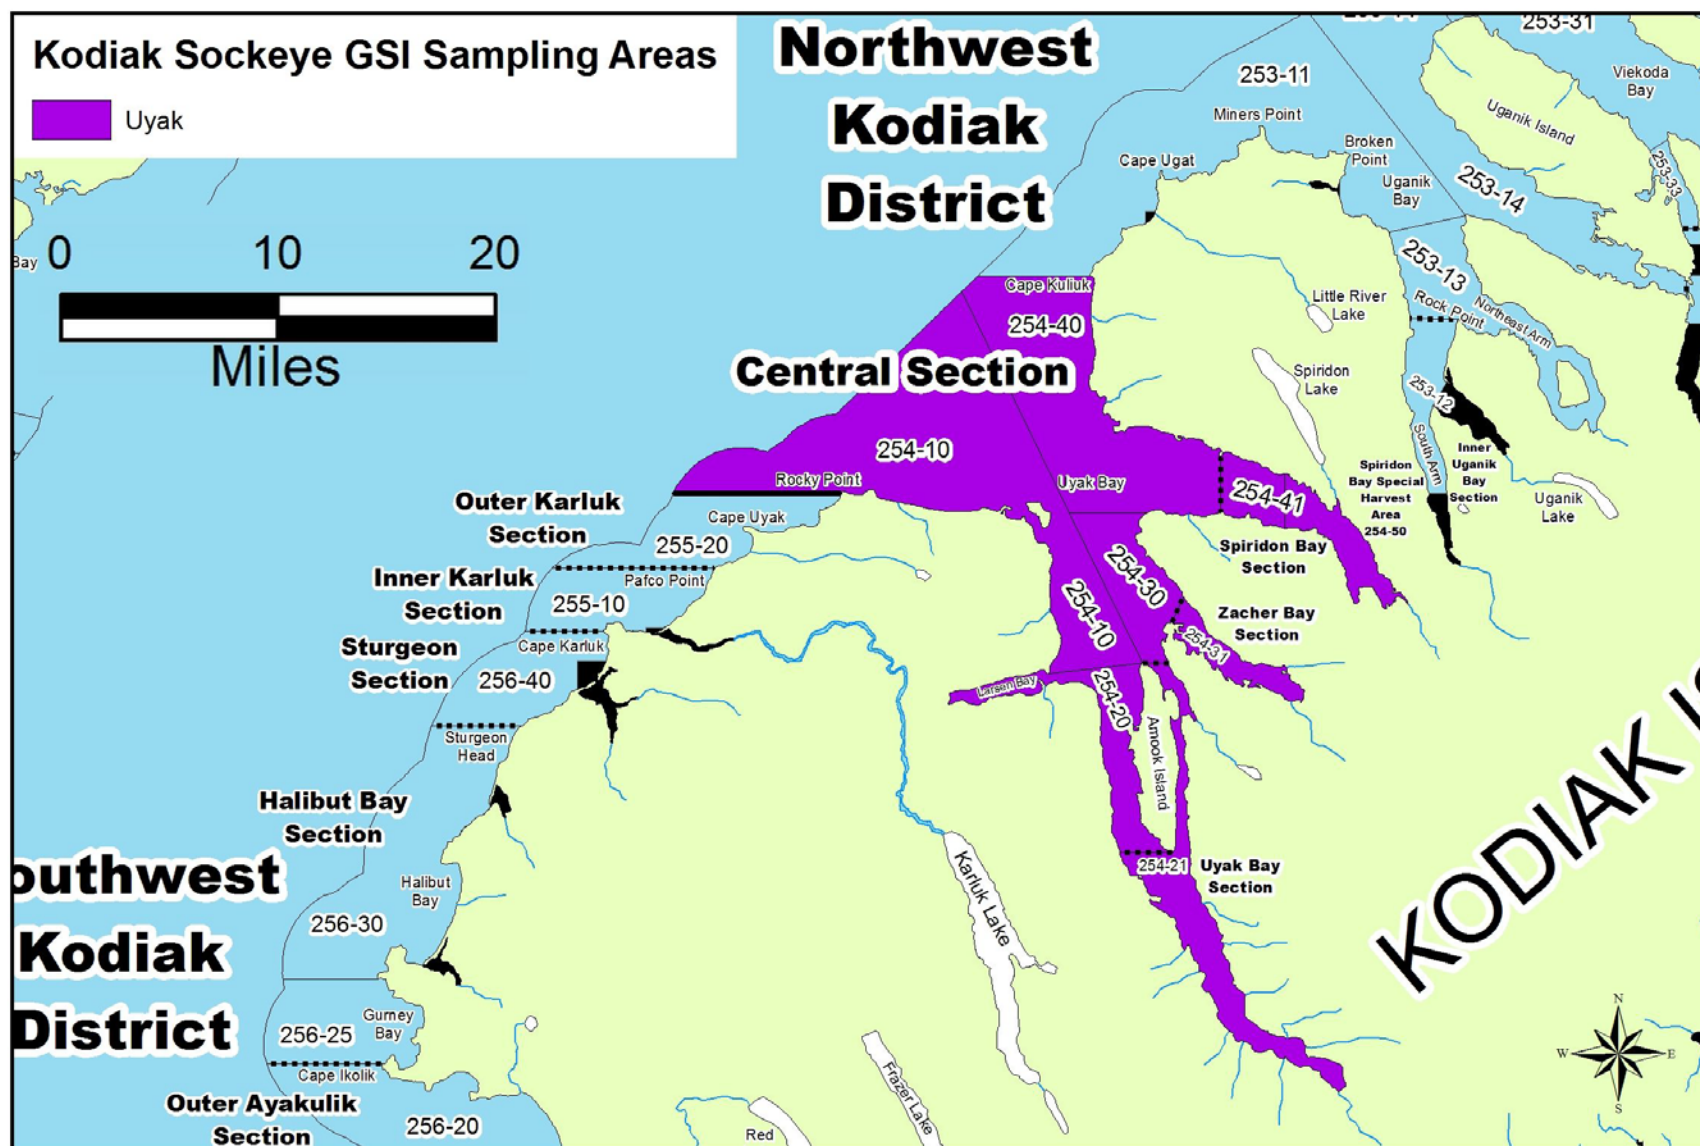 Kodiak Sockeye GSI Sampling Areas
Uyak
0 10 20
Miles
Northwest
Kodiak
District
253-11
Miners Point
Cape Ugat
Broken
Point
Uganik
Bay
253-31
Viekoda
Bay
Uganik Island
253-33
253-14
253-13
Rock Point
Northeast Arm
253-12
South Arm
Inner
Uganik
Bay
Section
Uganik
Lake
Little River
Lake
Spiridon
Lake
Spiridon
Bay Special
Harvest
Area
254-50
Bay
Cape Kuliuk
254-40
Central Section
254-10
Rocky Point
Uyak Bay
254-41
Spiridon Bay
Section
254-30
254-10
Zacher Bay
Section
254-31
Larsen Bay
254-20
Amook Island
254-21
Uyak Bay
Section
Outer Karluk
Section
Cape Uyak
255-20
Pafco Point
Inner Karluk
Section
255-10
Cape Karluk
Sturgeon
Section
256-40
Sturgeon
Head
Halibut Bay
Section
Halibut
Bay
256-30
outhwest
Kodiak
District
Gurney
Bay
256-25
Cape Ikolik
Outer Ayakulik
Section
256-20
Karluk Lake
Frazer Lake
Red
KODIAK
N
W E
S